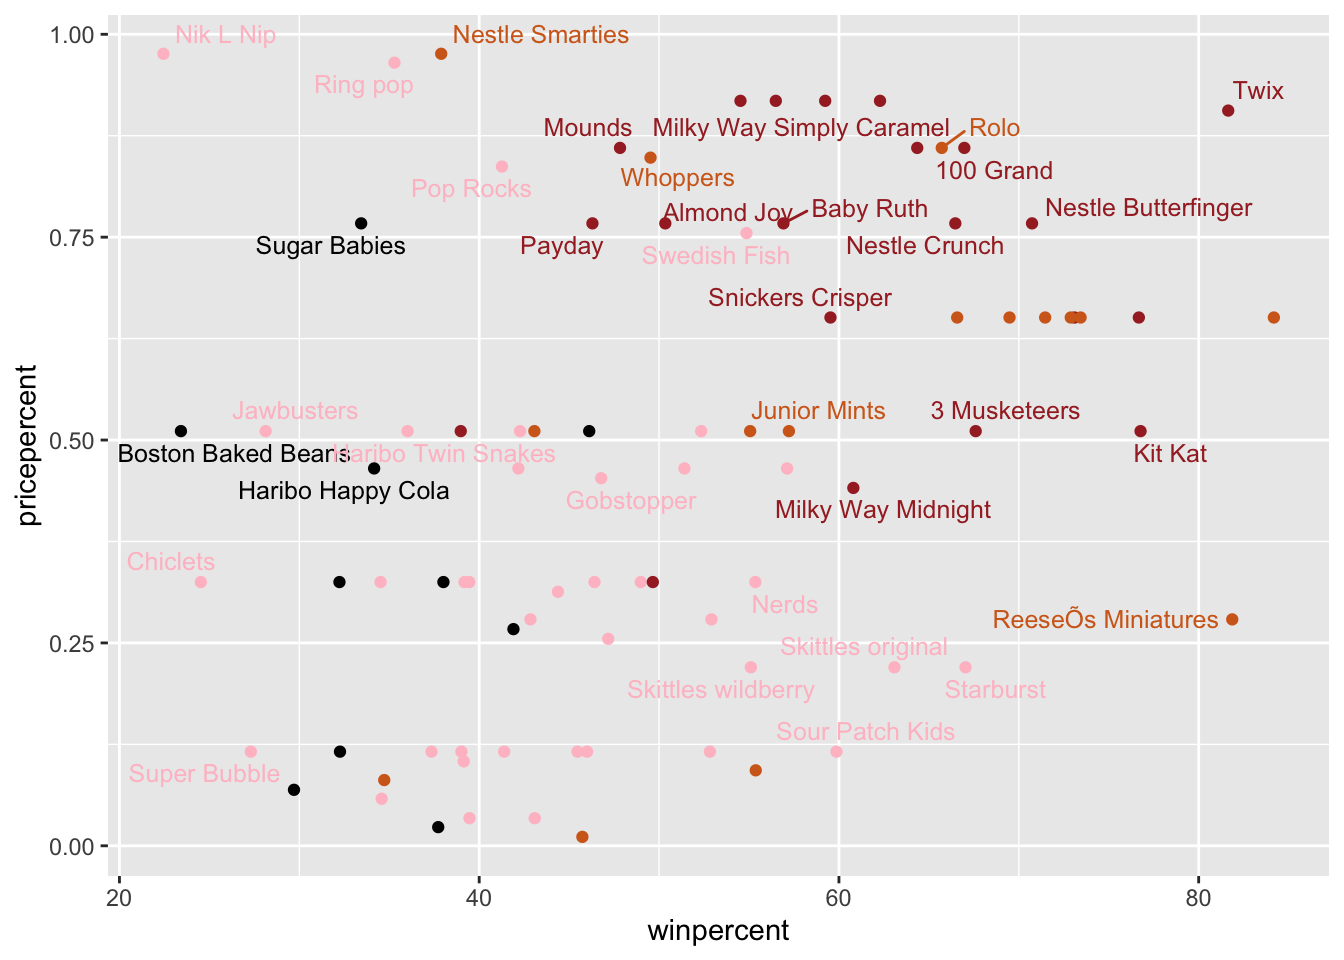 1.00
Nik L Nip
Nestle Smarties
Ring pop
Twix
Mounds
Milky Way Simply Caramel
Rolo
100 Grand
Whoppers
Pop Rocks
Almond Joy
Baby Ruth
Nestle Butterfinger
0.75
Sugar Babies
Payday
Swedish Fish
Nestle Crunch
Snickers Crisper
pricepercent
Jawbusters
Junior Mints
3 Musketeers
0.50
Boston Baked Beans
Haribo Twin Snakes
Kit Kat
Haribo Happy Cola
Gobstopper
Milky Way Midnight
Chiclets
Nerds
ReeseÕs Miniatures
0.25
Skittles original
Skittles wildberry
Starburst
Sour Patch Kids
Super Bubble
0.00
20
40
60
80
winpercent